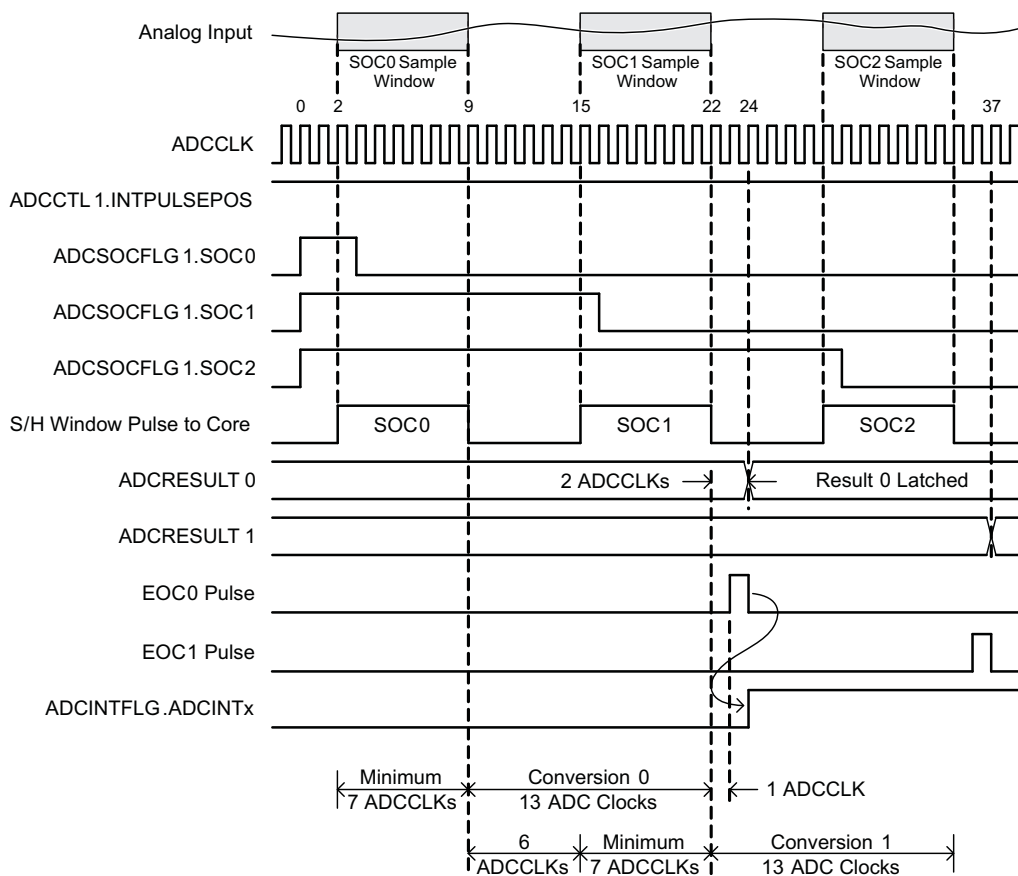 Analog Input
SOC0 Sample
Window
SOC1 Sample
Window
SOC2 Sample
Window
0 2 9 15 22 24 37
ADCCLK
ADCCTL 1.INTPULSEPOS
ADCSOCFLG 1.SOC0
ADCSOCFLG 1.SOC1
ADCSOCFLG 1.SOC2
S/H Window Pulse to Core SOC0 SOC1 SOC2
ADCRESULT 0 2 ADCCLKs Result 0 Latched
ADCRESULT 1
EOC0 Pulse
EOC1 Pulse
ADCINTFLG .ADCINTx
Minimum
7 ADCCLKs
Conversion 0
13 ADC Clocks
1 ADCCLK
6
ADCCLKs
Minimum
7 ADCCLKs
Conversion 1
13 ADC Clocks